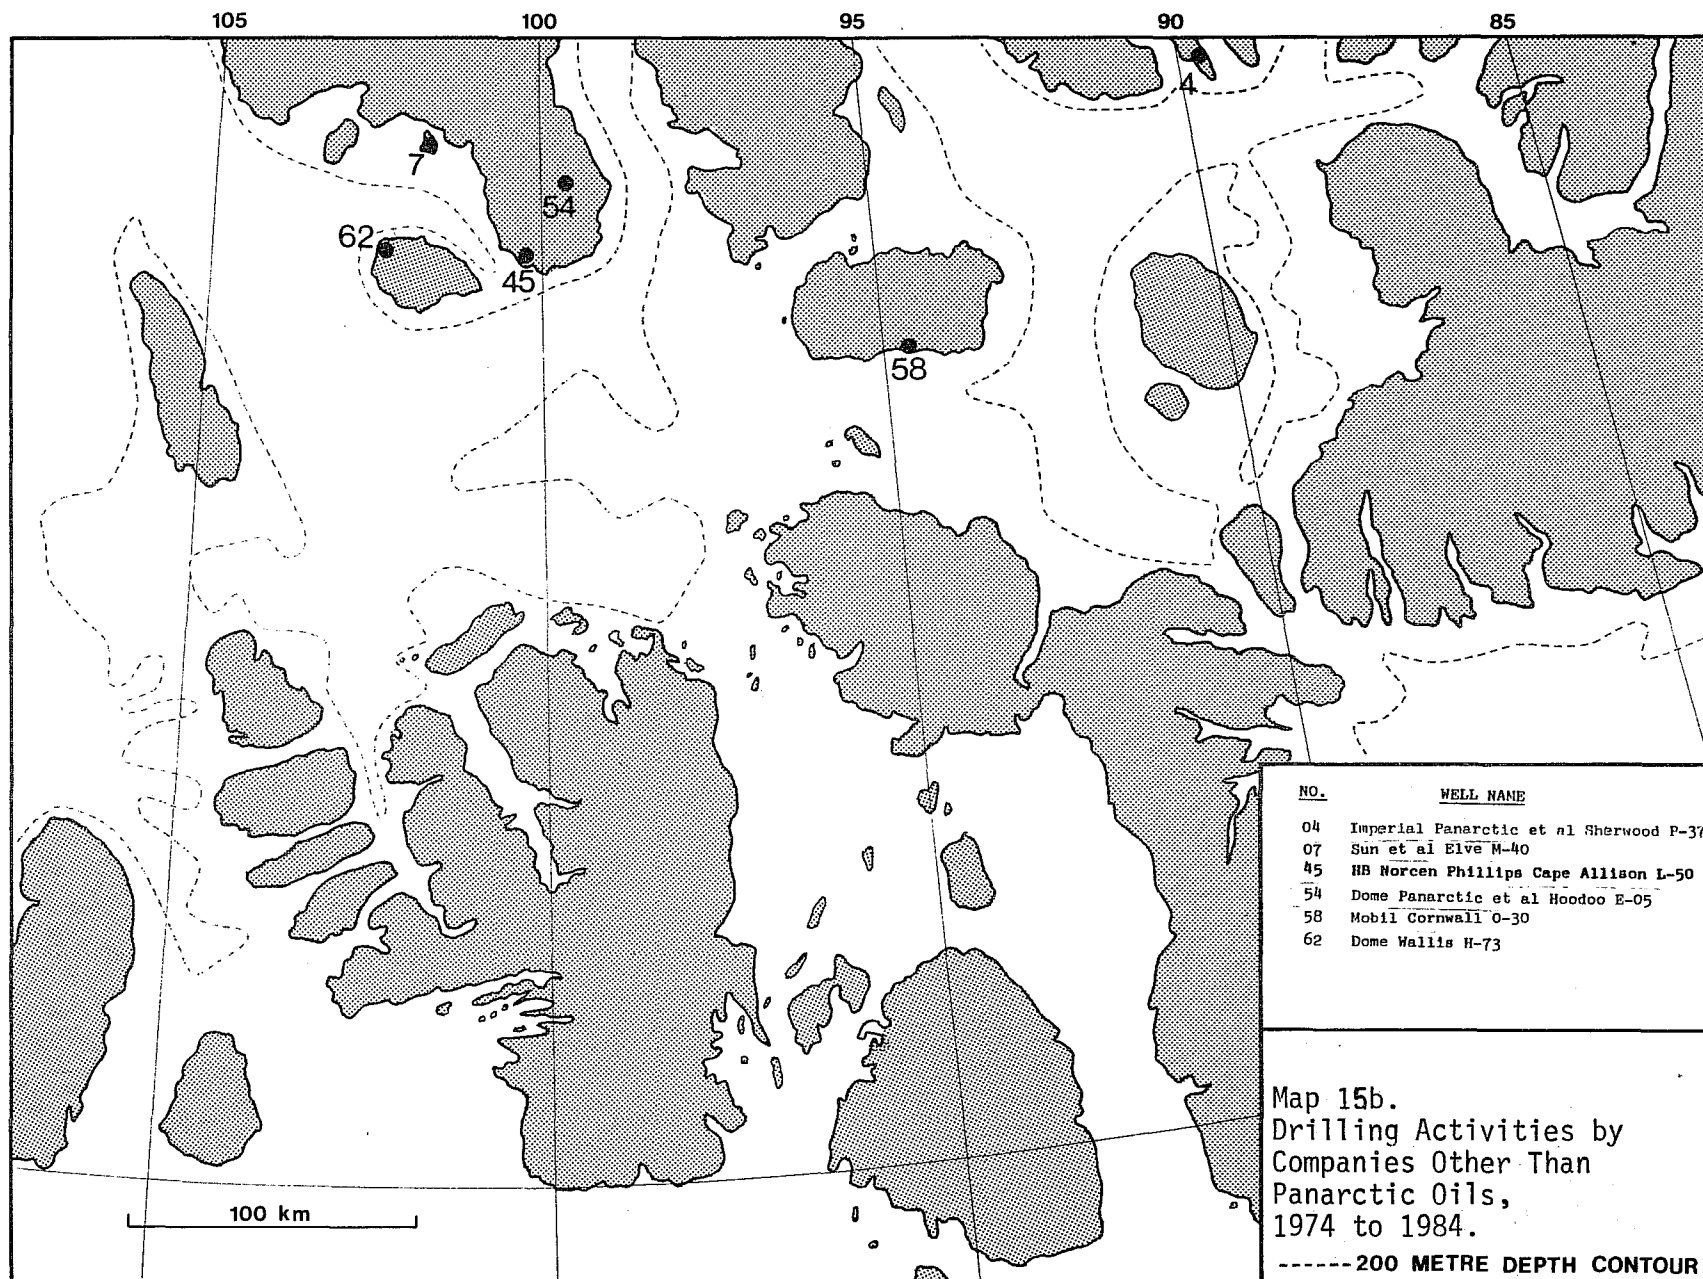 105 100 95 90 85
4
7
54
62
45
58
NO. WELL NAME
04 Imperial Panarctic et al Sherwood P-37
07 Sun et al Elve M-40
45 HB Norcen Phillips Cape Allison L-50
54 Dome Panarctic et al Hoodoo E-05
58 Mobil Cornwall O-30
62 Dome Wallis H-73
Map 15b.
Drilling Activities by
Companies Other Than
Panarctic Oils,
1974 to 1984.
100 km
------200 METRE DEPTH CONTOUR